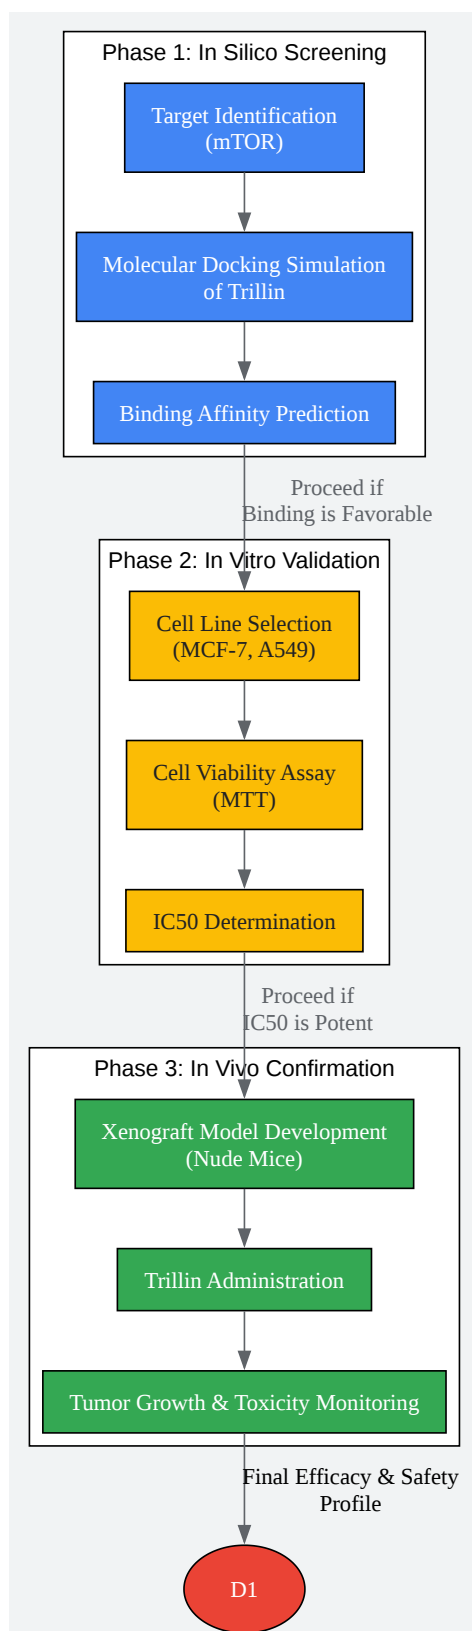 Phase 1: In Silico Screening
Target Identification
(mTOR)
Molecular Docking Simulation
of Trillin
Binding Affinity Prediction
Proceed if
Binding is Favorable
Phase 2: In Vitro Validation
Cell Line Selection
(MCF-7, A549)
Cell Viability Assay
(MTT)
IC50 Determination
Proceed if
IC50 is Potent
Phase 3: In Vivo Confirmation
Xenograft Model Development
(Nude Mice)
Trillin Administration
Tumor Growth & Toxicity Monitoring
Final Efficacy & Safety
Profile
D1